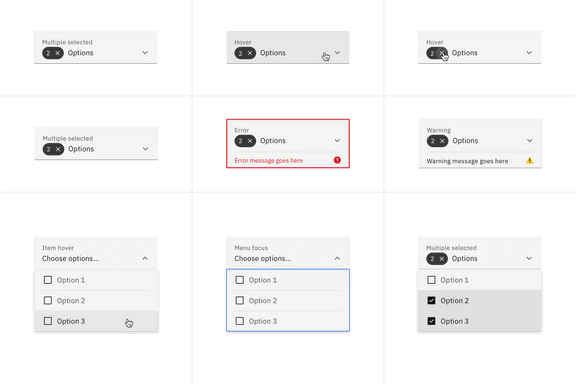 Multiple selected
2 × Options
Hover
2 × Options
Hover
2 × Options
Multiple selected
2 × Options
Error
2 × Options
Error message goes here
Warning
2 × Options
Warning message goes here
Item hover
Choose options...
Option 1
Option 2
Option 3
Menu focus
Choose options...
Option 1
Option 2
Option 3
Multiple selected
2 × Options
Option 1
Option 2
Option 3